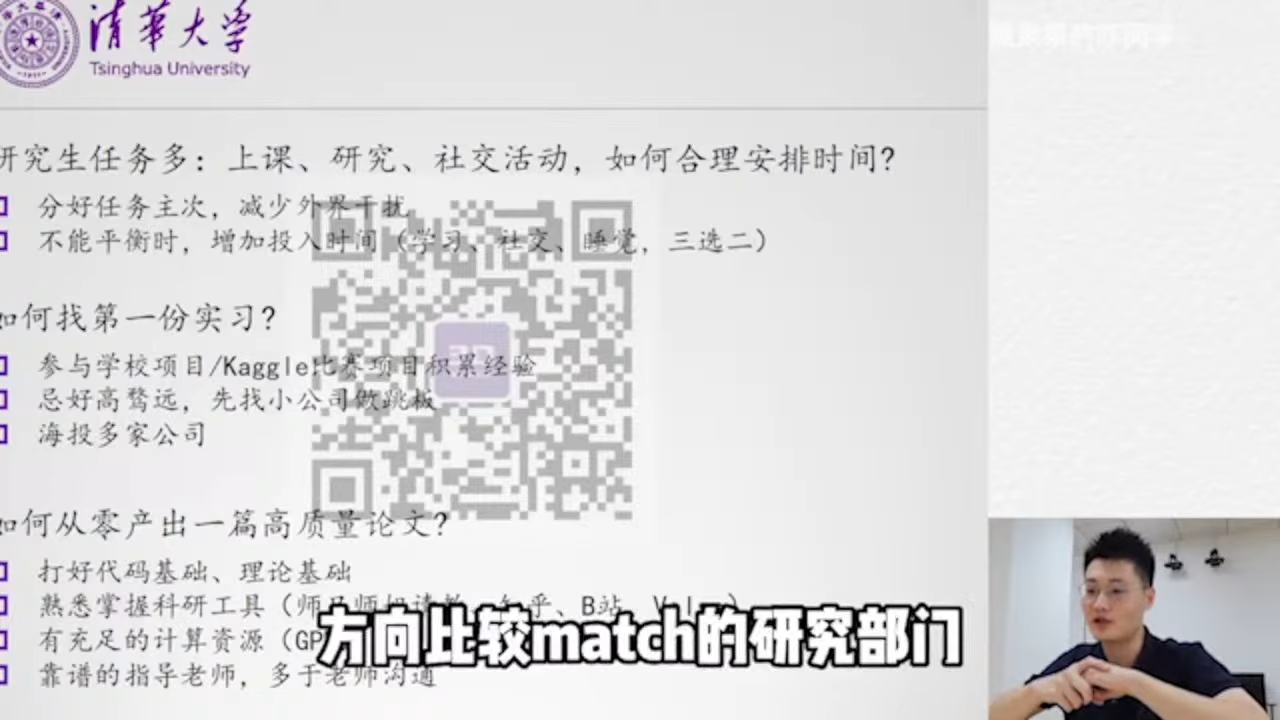 清华大学
Tsinghua University
研究生任务多：上课、研究、社交活动，如何合理安排时间?
分好任务主次，减少外界干扰
不能平衡时，增加投入时间（学习、社交、睡觉，三选二）
如何找第一份实习?
参与学校项目/Kaggle比赛项目积累经验
忌好高骛远，先找小公司做跳板
海投多家公司
如何从零产出一篇高质量论文?
打好代码基础、理论基础
熟悉掌握科研工具（师兄师姐请教、知乎、B站、
有充足的计算资源（GP
靠谱的指导老师，多于老师沟通
方向比较match的研究部门